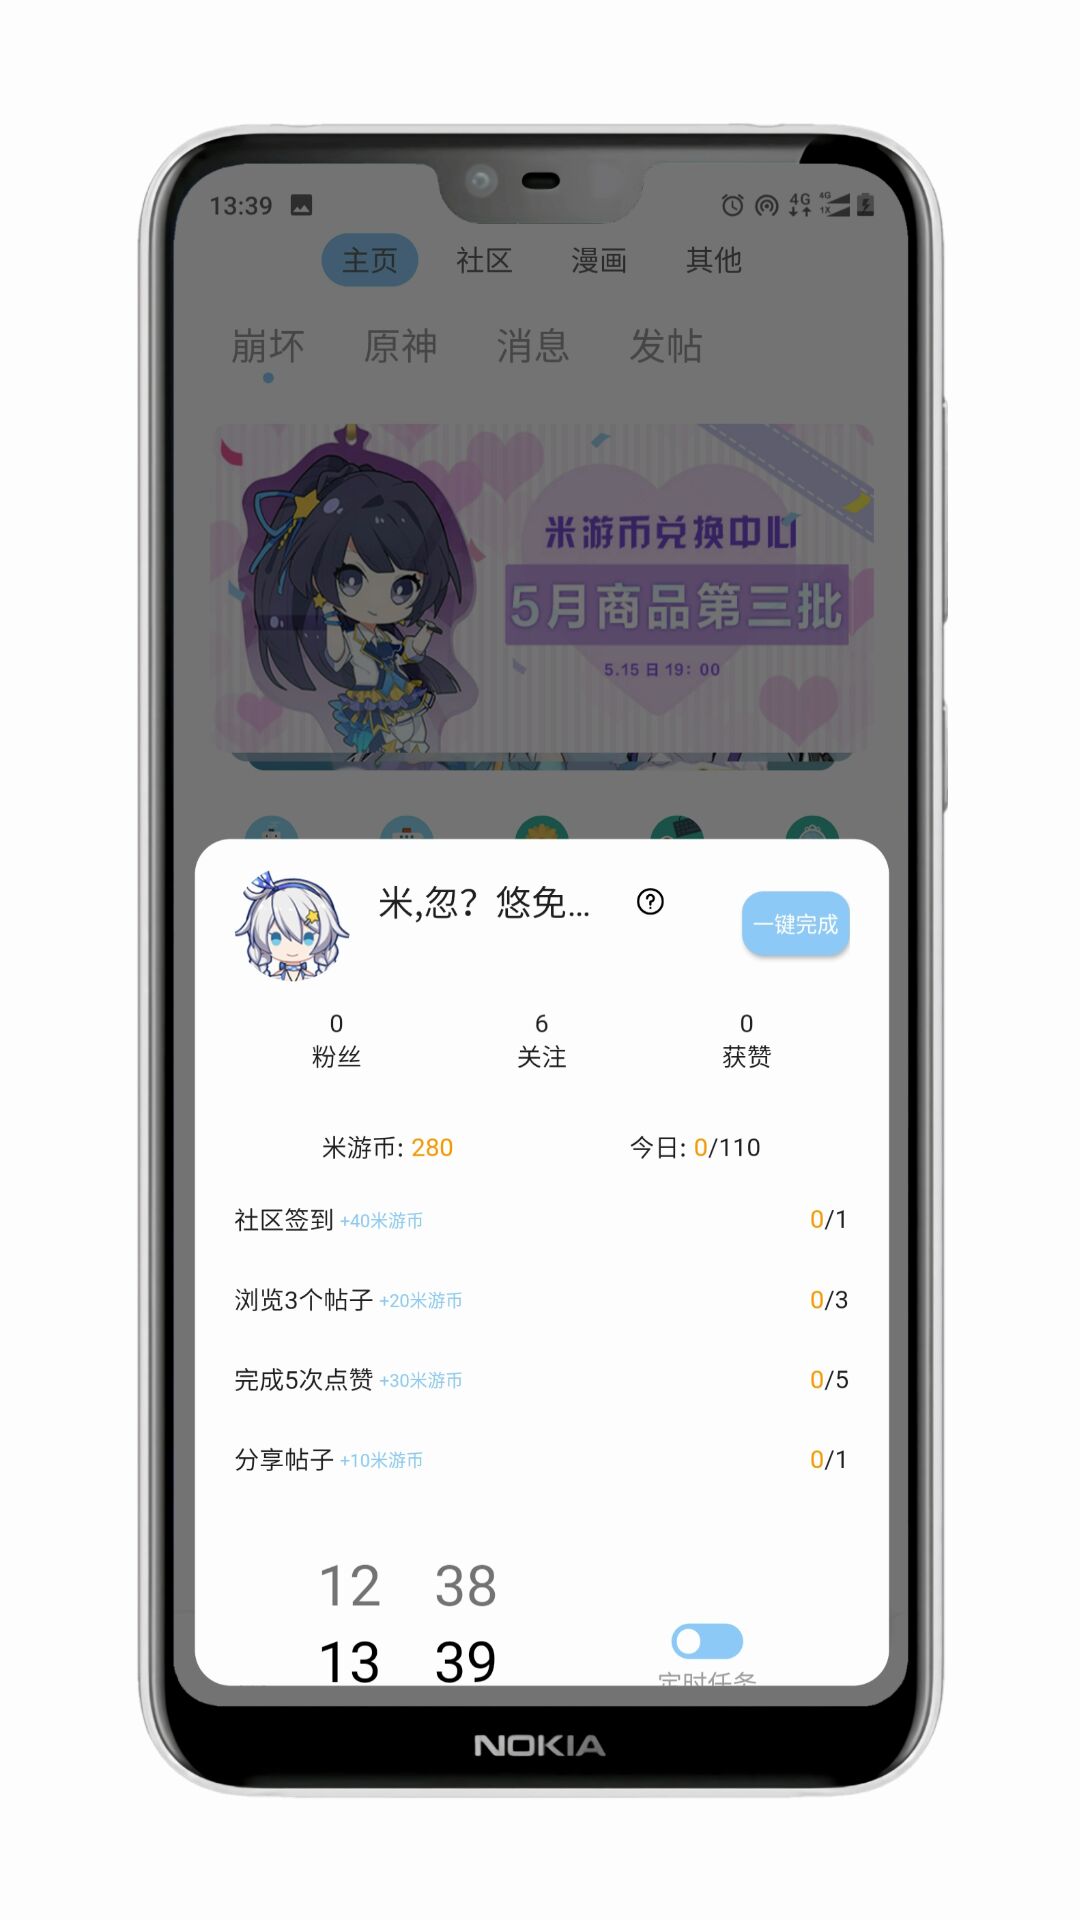 13:39
4G 4G 1X
主页 社区 漫画 其他
崩坏 原神 消息 发帖
米游币兑换中心
5月商品第三批
5.15 日 19：00
米,忽？悠免...
一键完成
0 6 0
粉丝 关注 获赞
米游币: 280 今日: 0/110
社区签到 +40米游币 0/1
浏览3个帖子 +20米游币 0/3
完成5次点赞 +30米游币 0/5
分享帖子 +10米游币 0/1
12 38
13 39
定时任务
NOKIA